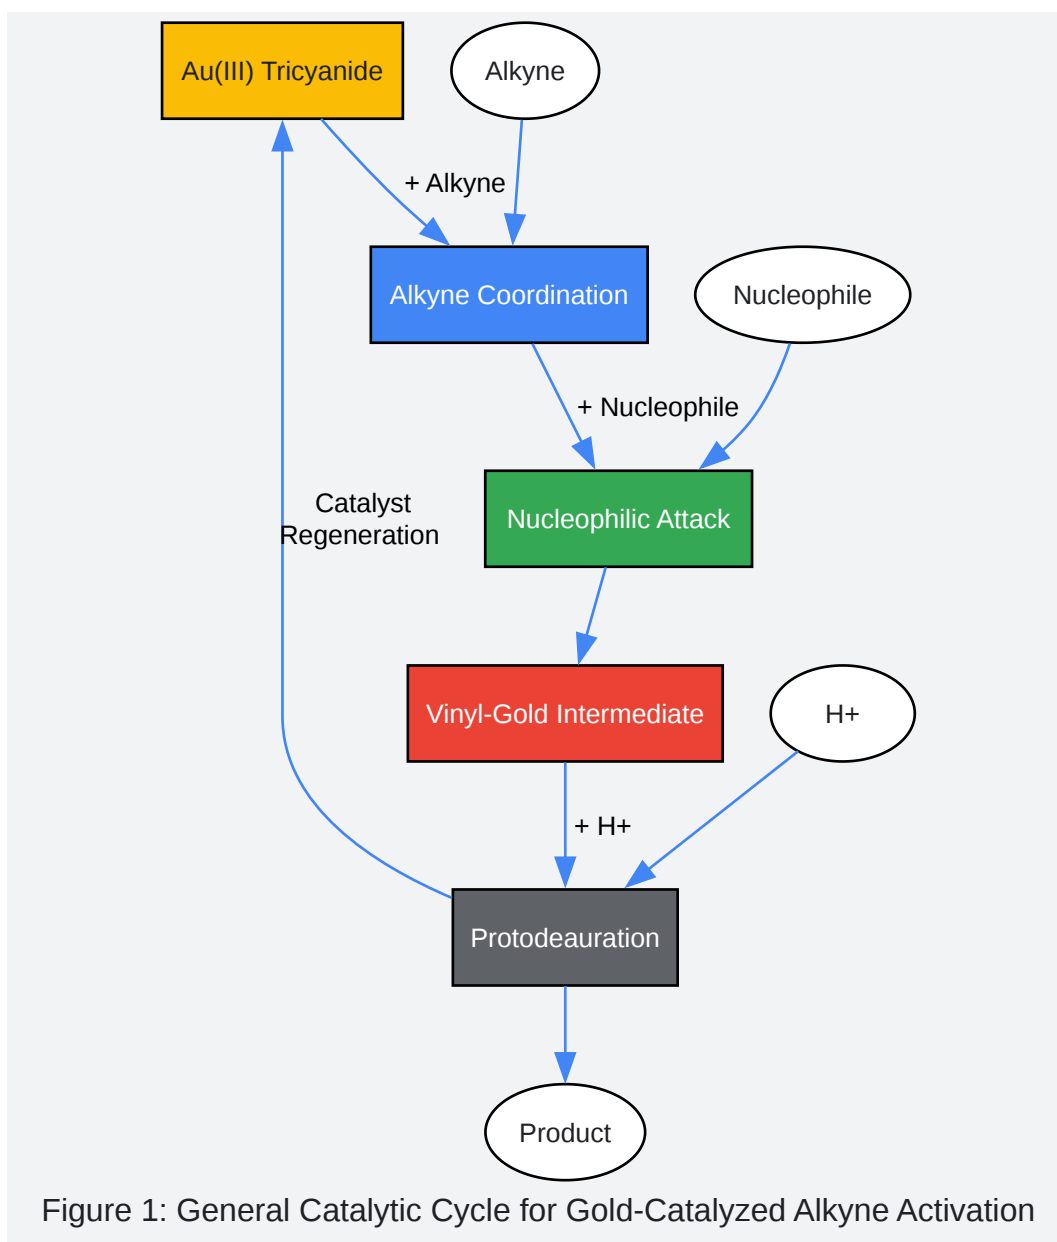 Au(III) Tricyanide
Alkyne
+ Alkyne
Alkyne Coordination
Nucleophile
+ Nucleophile
Catalyst
Regeneration
Nucleophilic Attack
Vinyl-Gold Intermediate
H+
+ H+
Protodeauration
Product
Figure 1: General Catalytic Cycle for Gold-Catalyzed Alkyne Activation